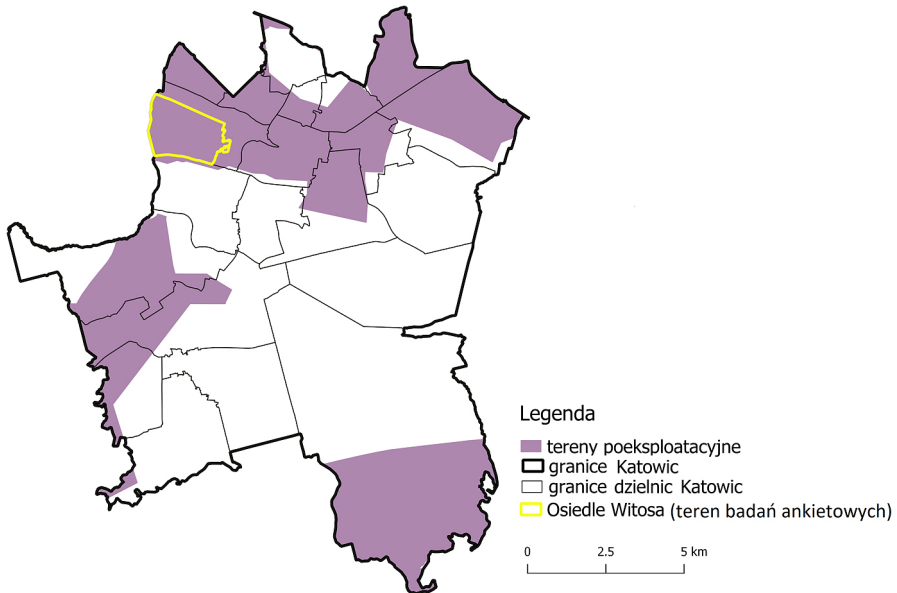 Legenda
tereny poeksploatacyjne
granice Katowic
granice dzielnic Katowic
Osiedle Witosa (teren badań ankietowych)
0 2.5 5 km